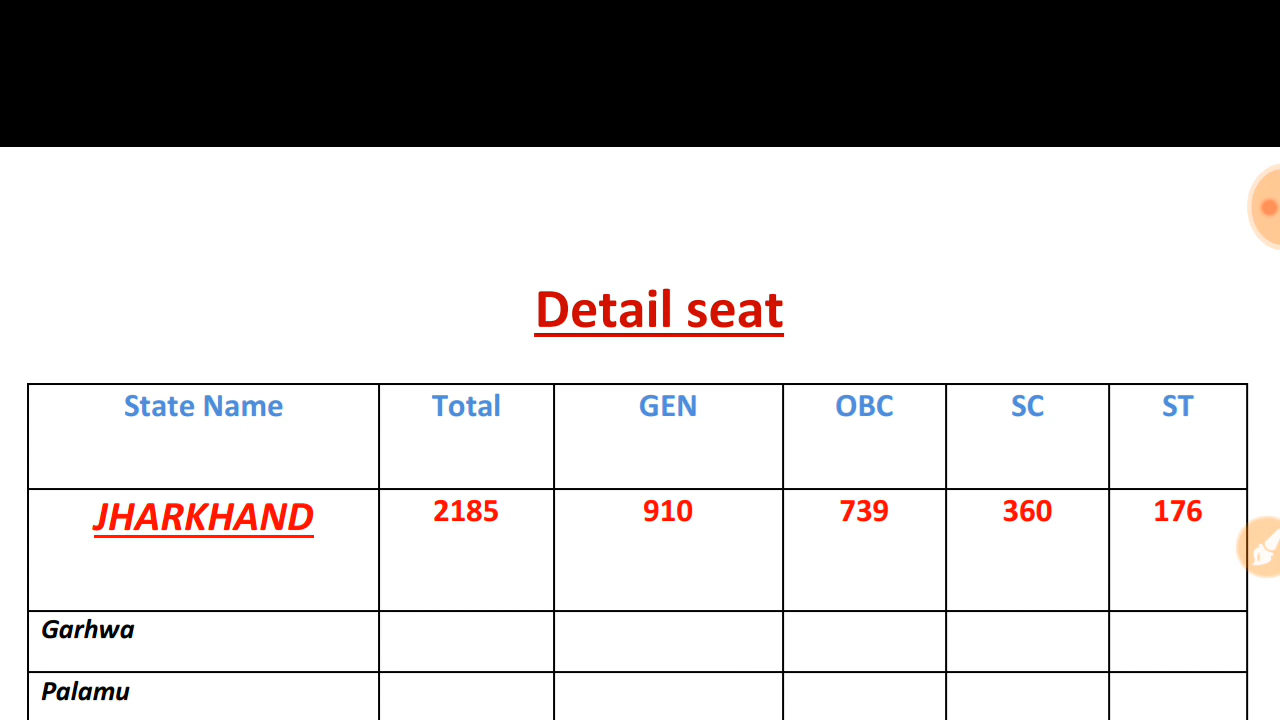 Detail seat
State Name Total GEN OBC SC ST
JHARKHAND 2185 910 739 360 176
Garhwa
Palamu